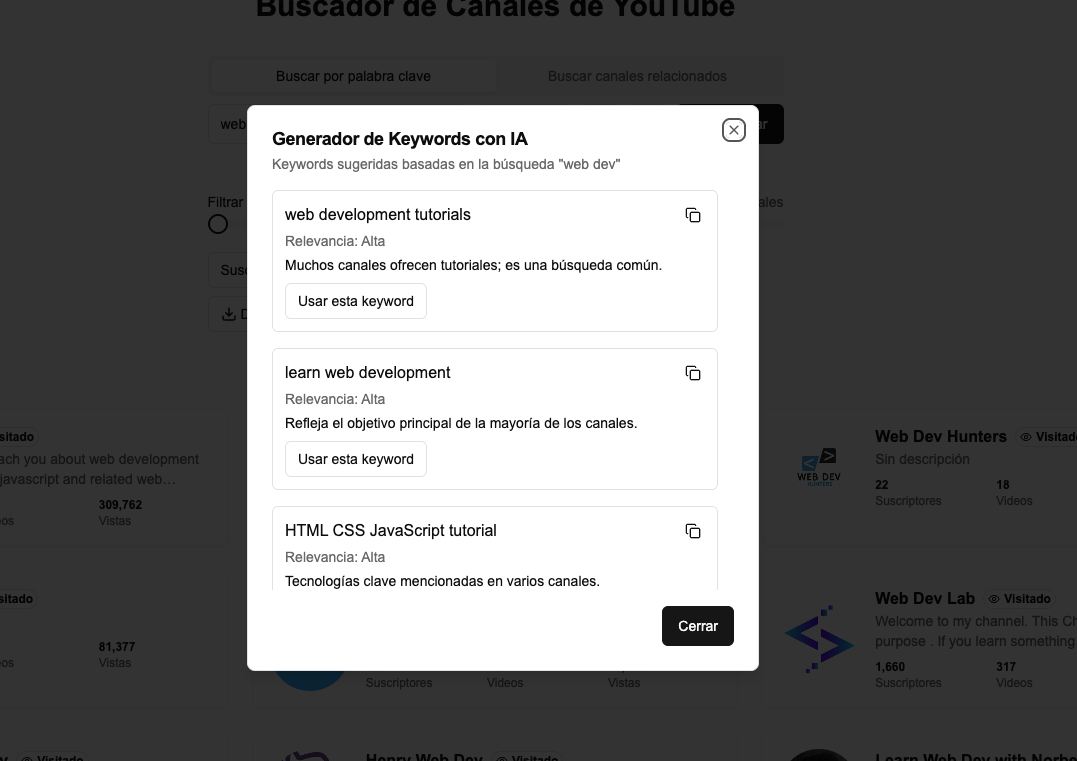 Buscador de Canales de YouTube
Buscar por palabra clave
Buscar canales relacionados
web
ar
Generador de Keywords con IA
Keywords sugeridas basadas en la búsqueda "web dev"
Filtrar
ales
web development tutorials
Relevancia: Alta
Muchos canales ofrecen tutoriales; es una búsqueda común.
Usar esta keyword
Susc
learn web development
Relevancia: Alta
Refleja el objetivo principal de la mayoría de los canales.
Usar esta keyword
HTML CSS JavaScript tutorial
Relevancia: Alta
Tecnologías clave mencionadas en varios canales.
Cerrar
sitado
ach you about web development
javascript and related web…
309,762
os
Vistas
Web Dev Hunters
Visitado
Sin descripción
22
18
Suscriptores
Videos
WEB DEV
HUNTERS
sitado
81,377
os
Vistas
Suscriptores
Videos
Vistas
Web Dev Lab
Visitado
Welcome to my channel. This Ch
purpose . If you learn something
1,660
317
Suscriptores
Videos
Visitado
Henry Web Dev
Visitado
Learn Web Dev with Norbe